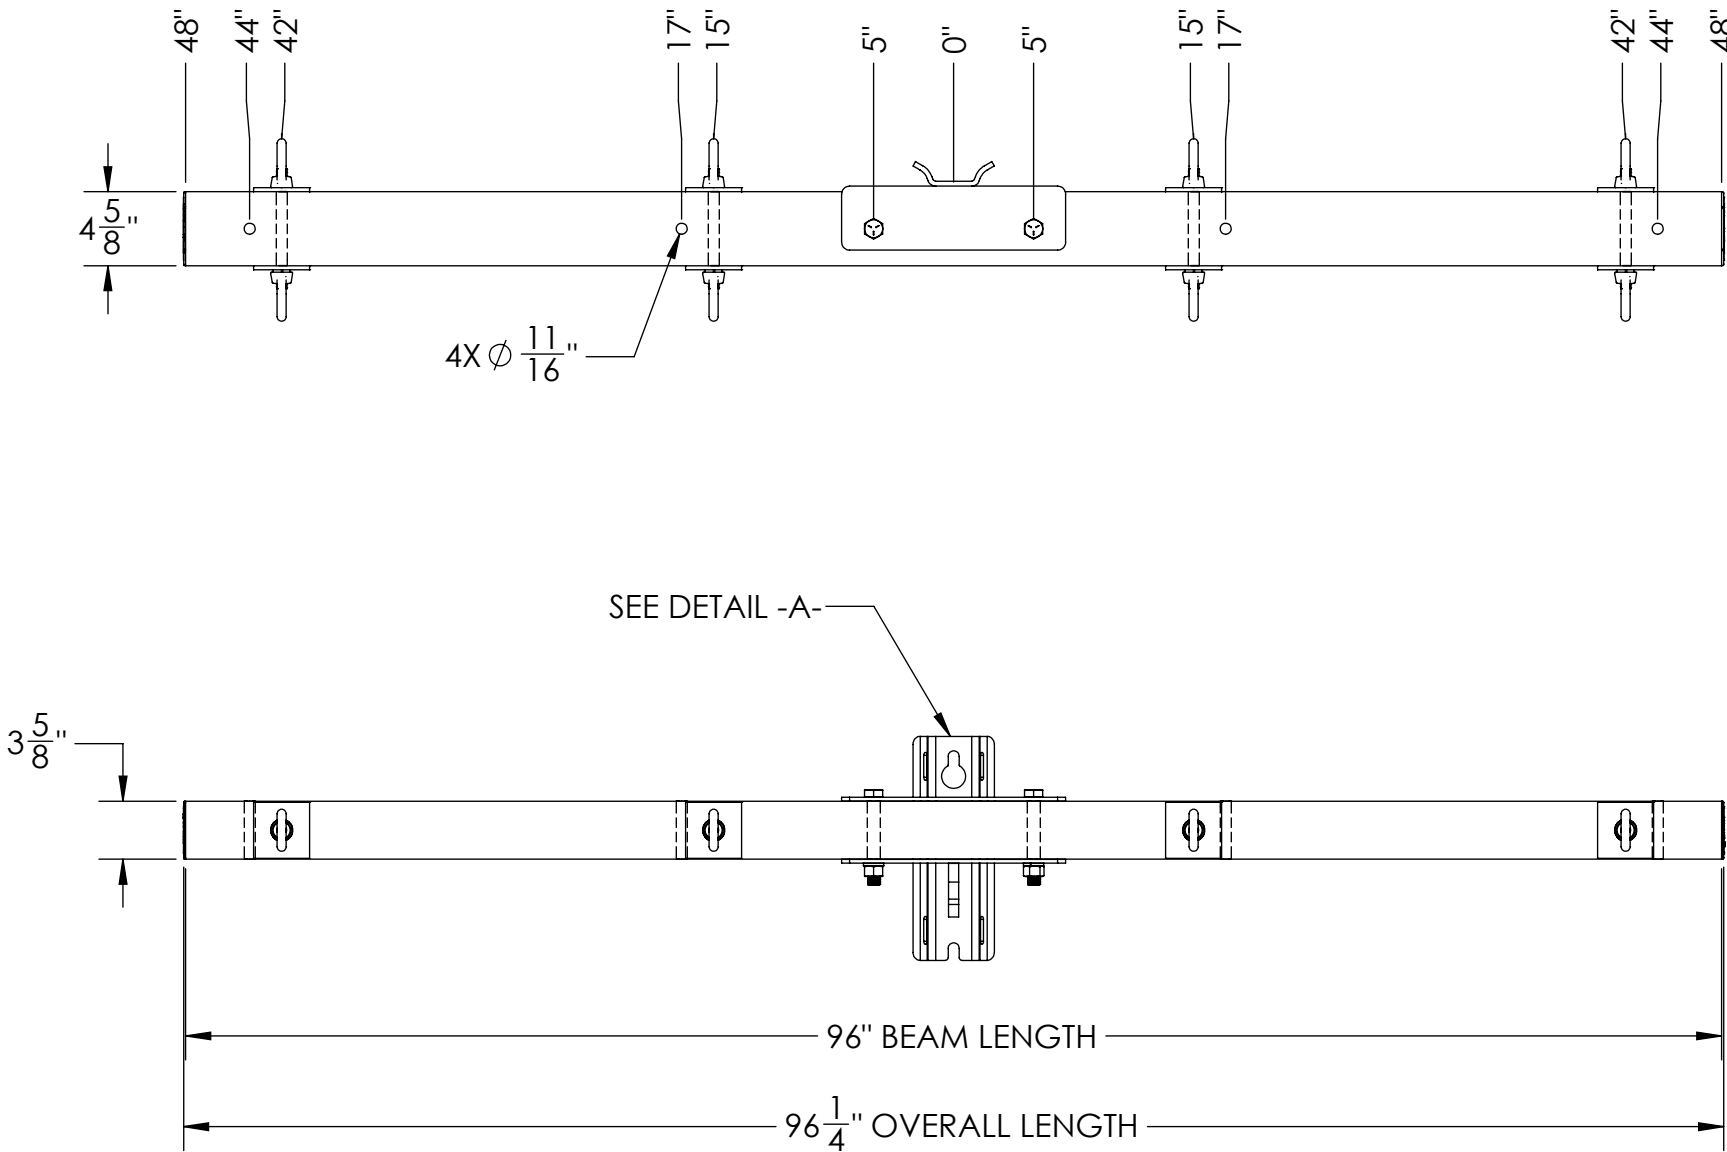 48" 44" 42" 17" 15" 5" 0" 5" 15" 17" 42" 44" 48"
4 5/8"
4X ∅ 11/16"
SEE DETAIL -A-
3 5/8"
96" BEAM LENGTH
96 1/4" OVERALL LENGTH